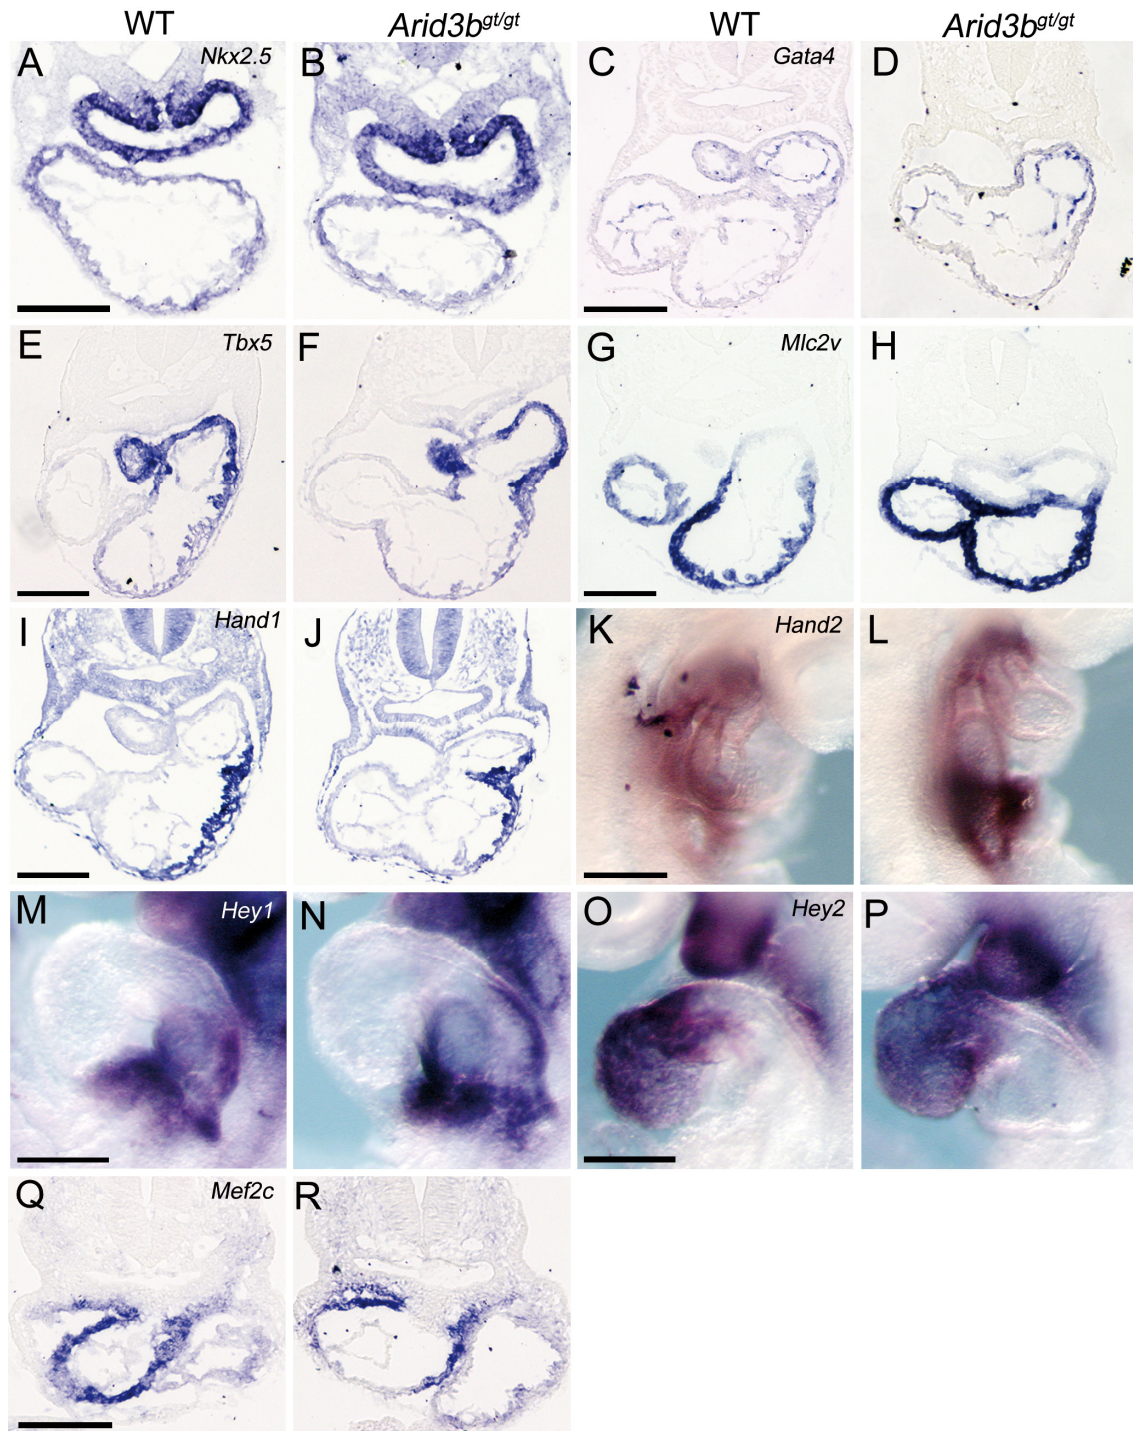 WT Arid3bgt/gt WT Arid3bgt/gt
A Nkx2.5 B C Gata4 D
E Tbx5 F G Mlc2v H
I Hand1 J K Hand2 L
M Hey1 N O Hey2 P
Q Mef2c R